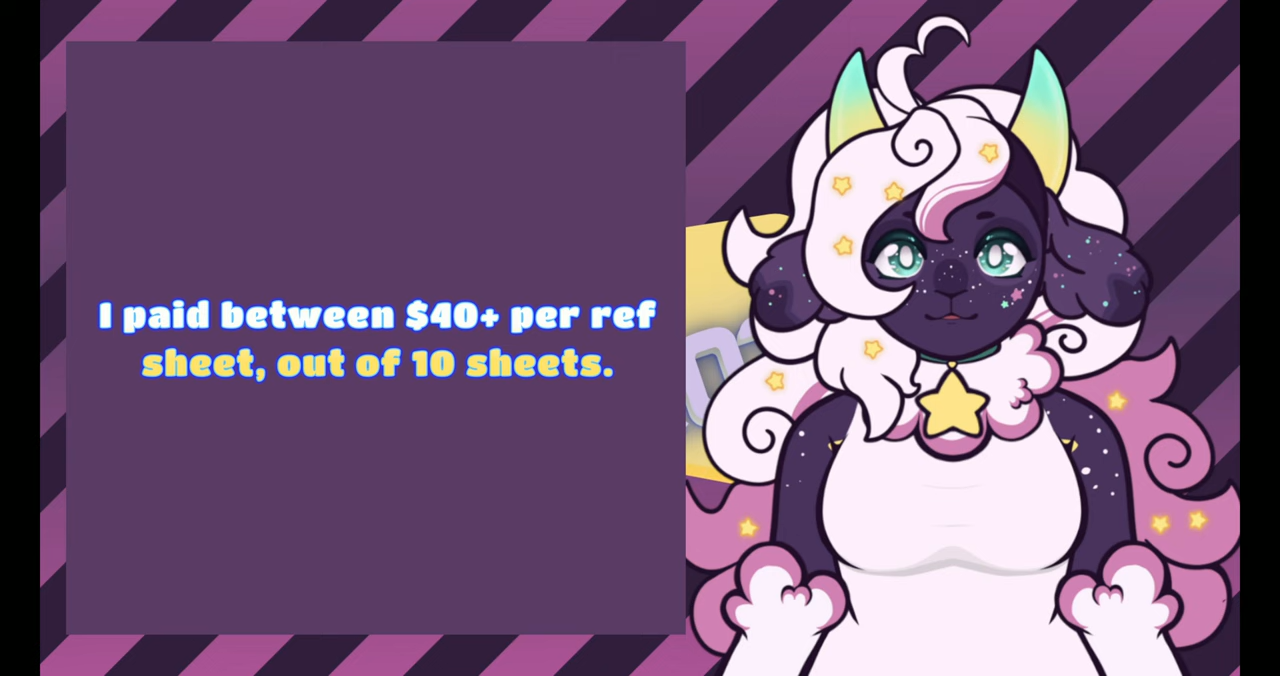 I paid between $40+ per ref
sheet, out of 10 sheets.